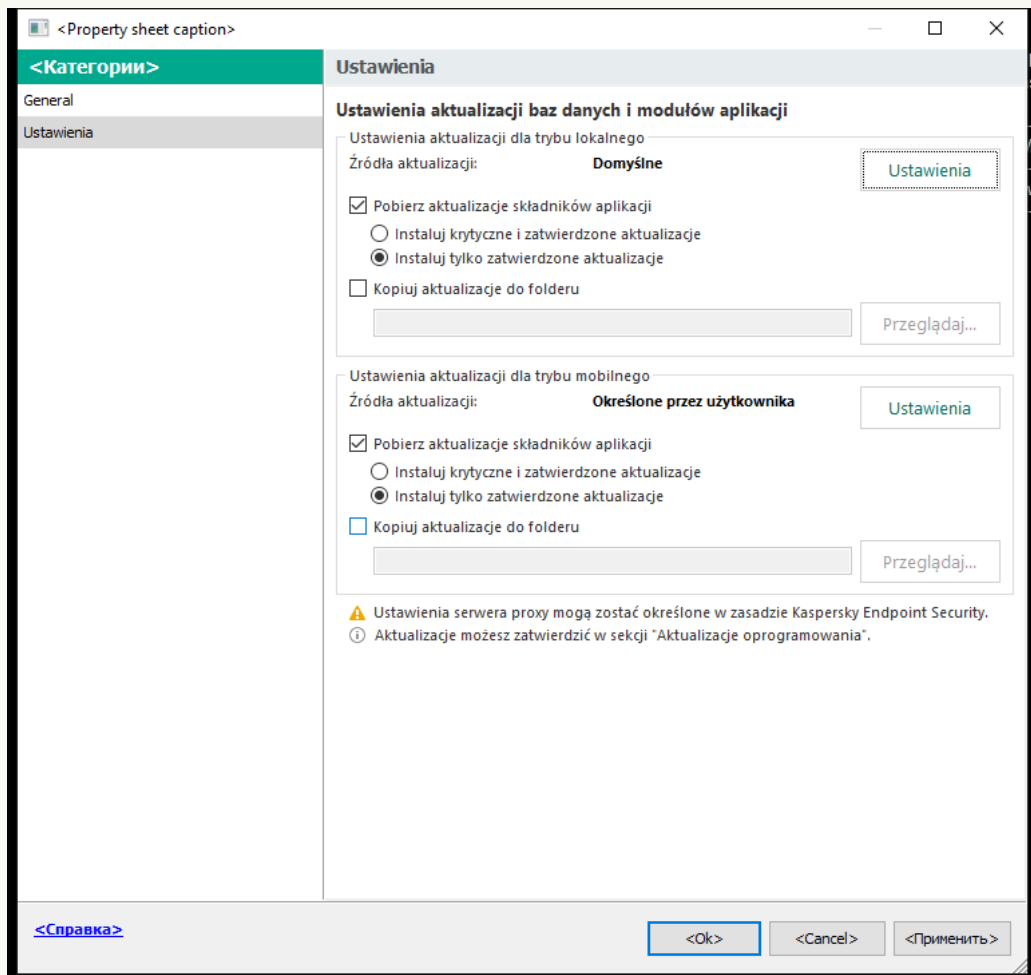 <Property sheet caption>
<Категории>
General
Ustawienia
Ustawienia
Ustawienia aktualizacji baz danych i modułów aplikacji
Ustawienia aktualizacji dla trybu lokalnego
Źródła aktualizacji: Domyślne Ustawienia
Pobierz aktualizacje składników aplikacji
Instaluj krytyczne i zatwierdzone aktualizacje
Instaluj tylko zatwierdzone aktualizacje
Kopiuj aktualizacje do folderu
Przeglądaj...
Ustawienia aktualizacji dla trybu mobilnego
Źródła aktualizacji: Określone przez użytkownika Ustawienia
Pobierz aktualizacje składników aplikacji
Instaluj krytyczne i zatwierdzone aktualizacje
Instaluj tylko zatwierdzone aktualizacje
Kopiuj aktualizacje do folderu
Przeglądaj...
Ustawienia serwera proxy mogą zostać określone w zasadzie Kaspersky Endpoint Security.
Aktualizacje możesz zatwierdzić w sekcji "Aktualizacje oprogramowania".
<Справка>
<Ok> <Cancel> <Применить>